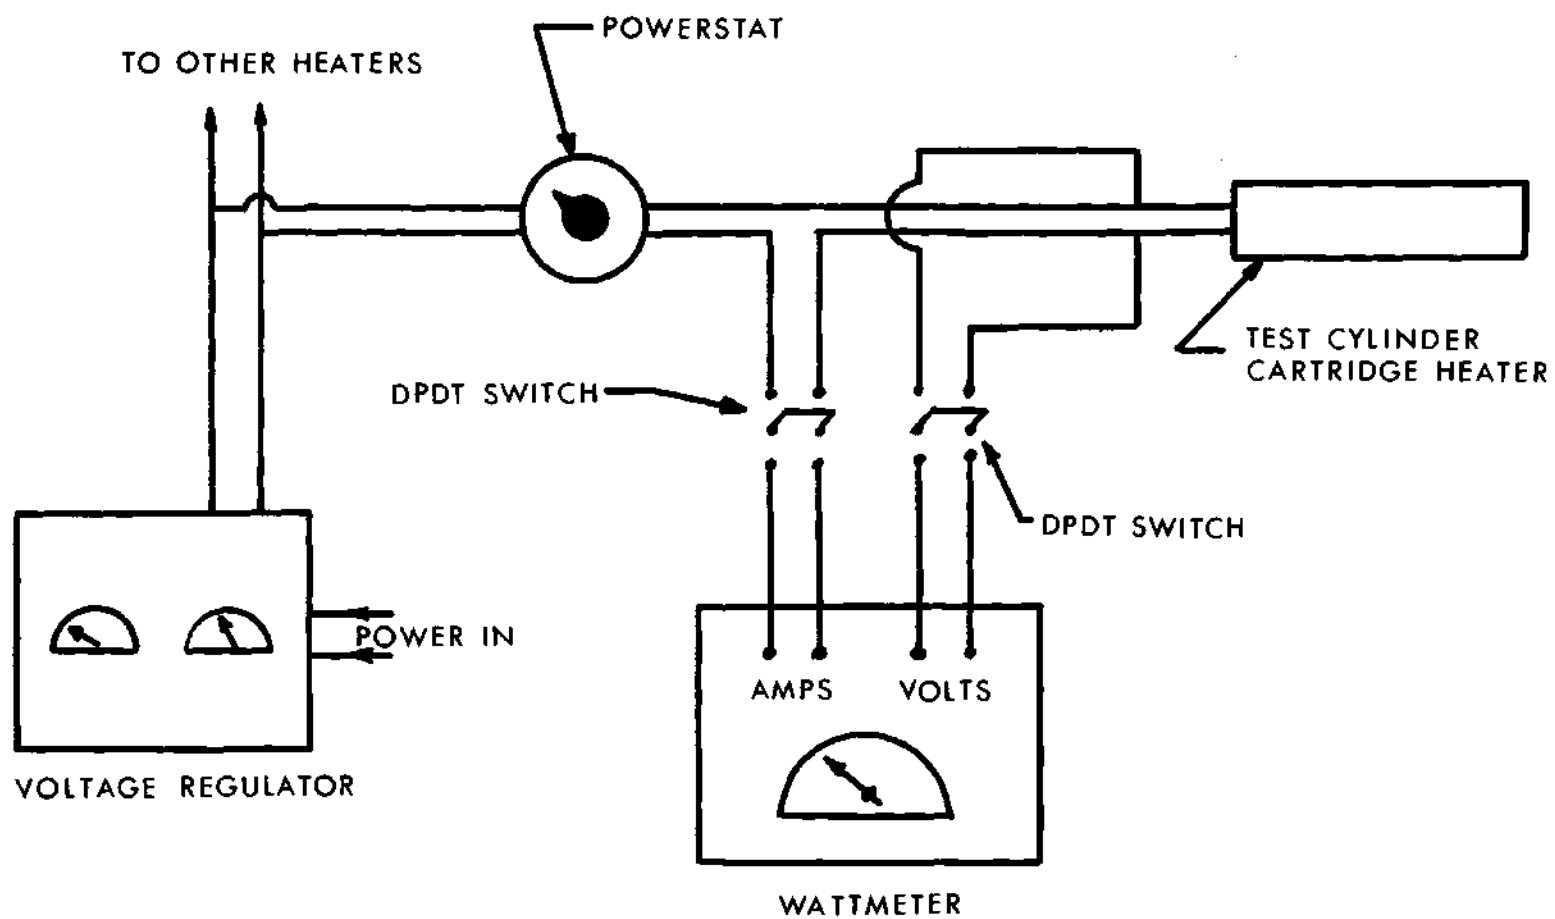 POWERSTAT
TO OTHER HEATERS
TEST CYLINDER
CARTRIDGE HEATER
DPDT SWITCH
DPDT SWITCH
POWER IN
AMPS VOLTS
VOLTAGE REGULATOR
WATTMETER